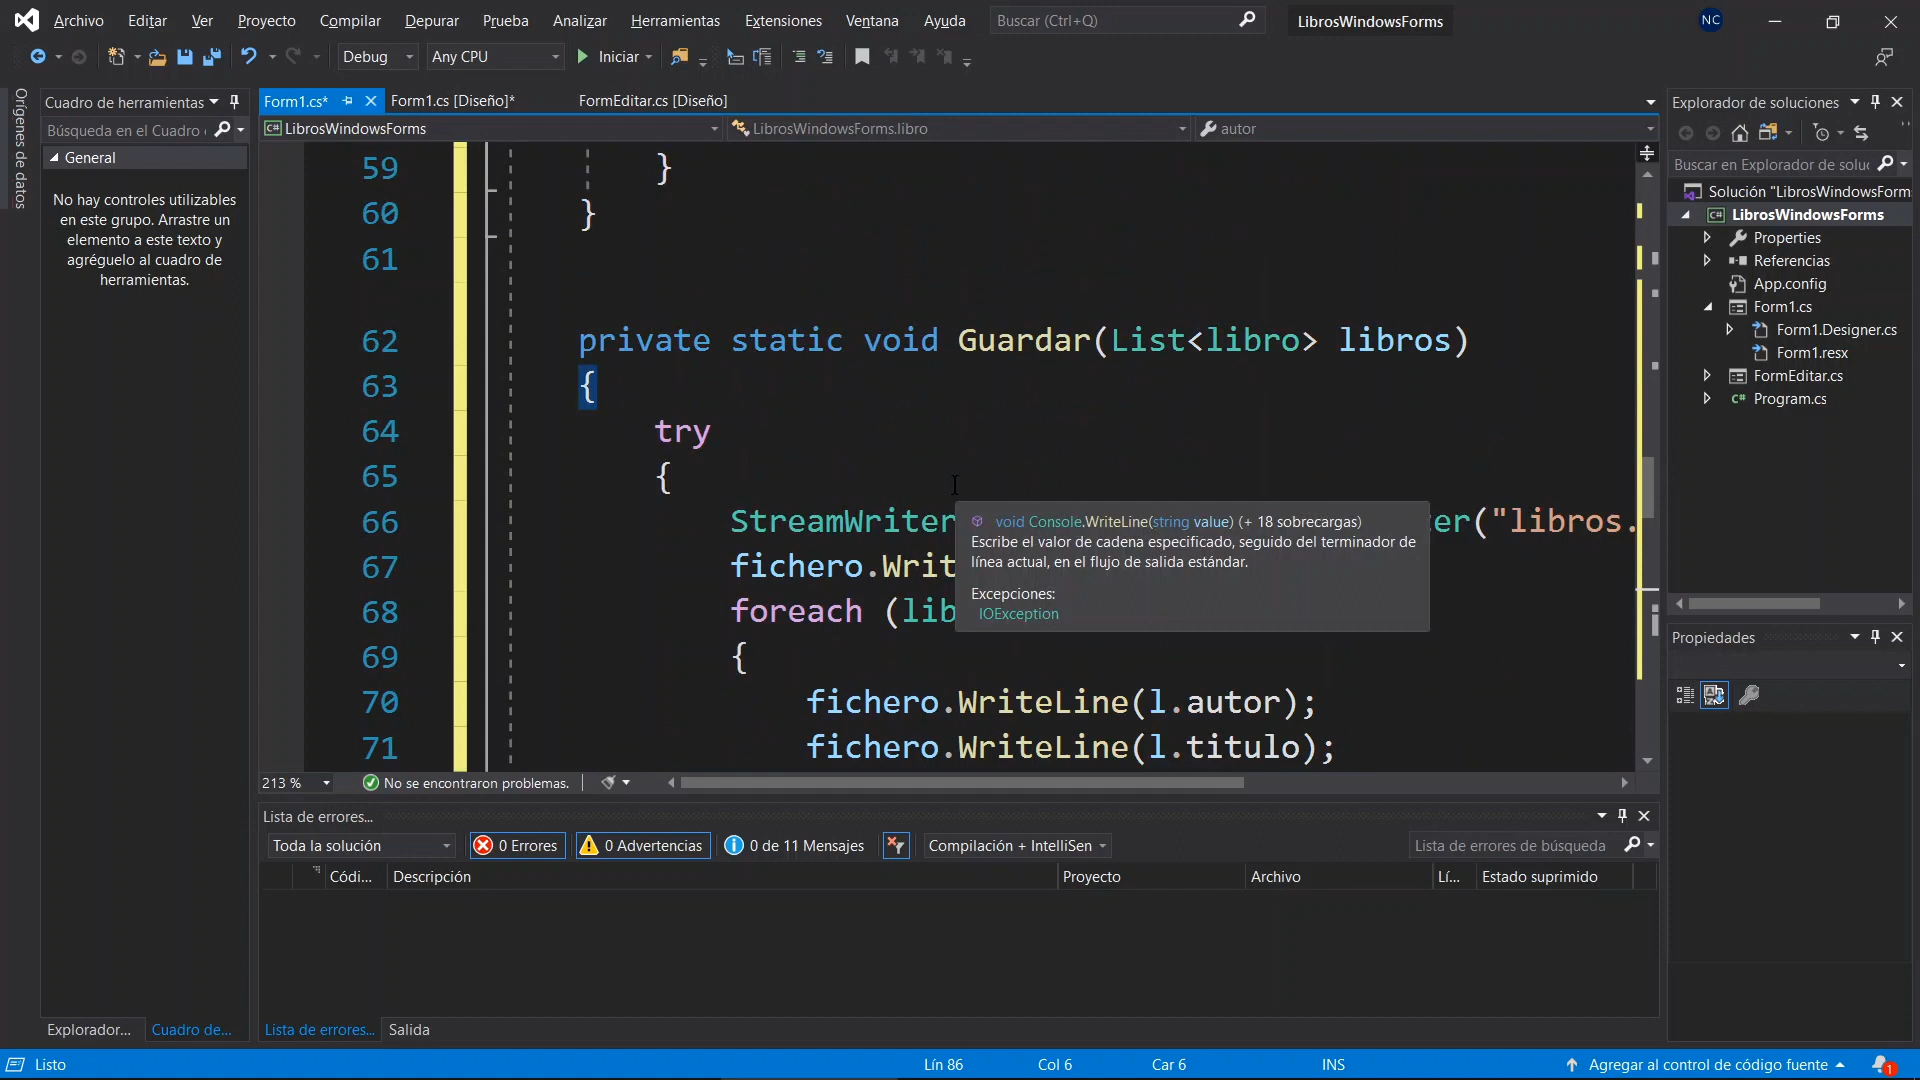 Archivo Editar Ver Proyecto Compilar Depurar Prueba Analizar Herramientas Extensiones Ventana Ayuda Buscar (Ctrl+Q) LibrosWindowsForms NC
Debug Any CPU Iniciar
Orígenes de datos
Cuadro de herramientas
Búsqueda en el Cuadro
General
No hay controles utilizables
en este grupo. Arrastre un
elemento a este texto y
agréguelo al cuadro de
herramientas.
Explorador... Cuadro de...
Form1.cs* Form1.cs [Diseño]* FormEditar.cs [Diseño]
LibrosWindowsForms LibrosWindowsForms.libro autor
59 }
60 }
61
62 private static void Guardar(List<libro> libros)
63 {
64 try
65 {
66 StreamWriter ter("libros.
67 fichero.Writ
68 foreach (lib
69 {
70 fichero.WriteLine(l.autor);
71 fichero.WriteLine(l.titulo);
void Console.WriteLine(string value) (+ 18 sobrecargas)
Escribe el valor de cadena especificado, seguido del terminador de
línea actual, en el flujo de salida estándar.
Excepciones:
IOException
213 % No se encontraron problemas.
Lista de errores...
Toda la solución 0 Errores 0 Advertencias 0 de 11 Mensajes Compilación + IntelliSen Lista de errores de búsqueda
Códi... Descripción Proyecto Archivo Lí... Estado suprimido
Lista de errores... Salida
Explorador de soluciones
Buscar en Explorador de soluc
Solución "LibrosWindowsForm
LibrosWindowsForms
Properties
Referencias
App.config
Form1.cs
Form1.Designer.cs
Form1.resx
FormEditar.cs
Program.cs
Propiedades
Listo Lín 86 Col 6 Car 6 INS Agregar al control de código fuente 1